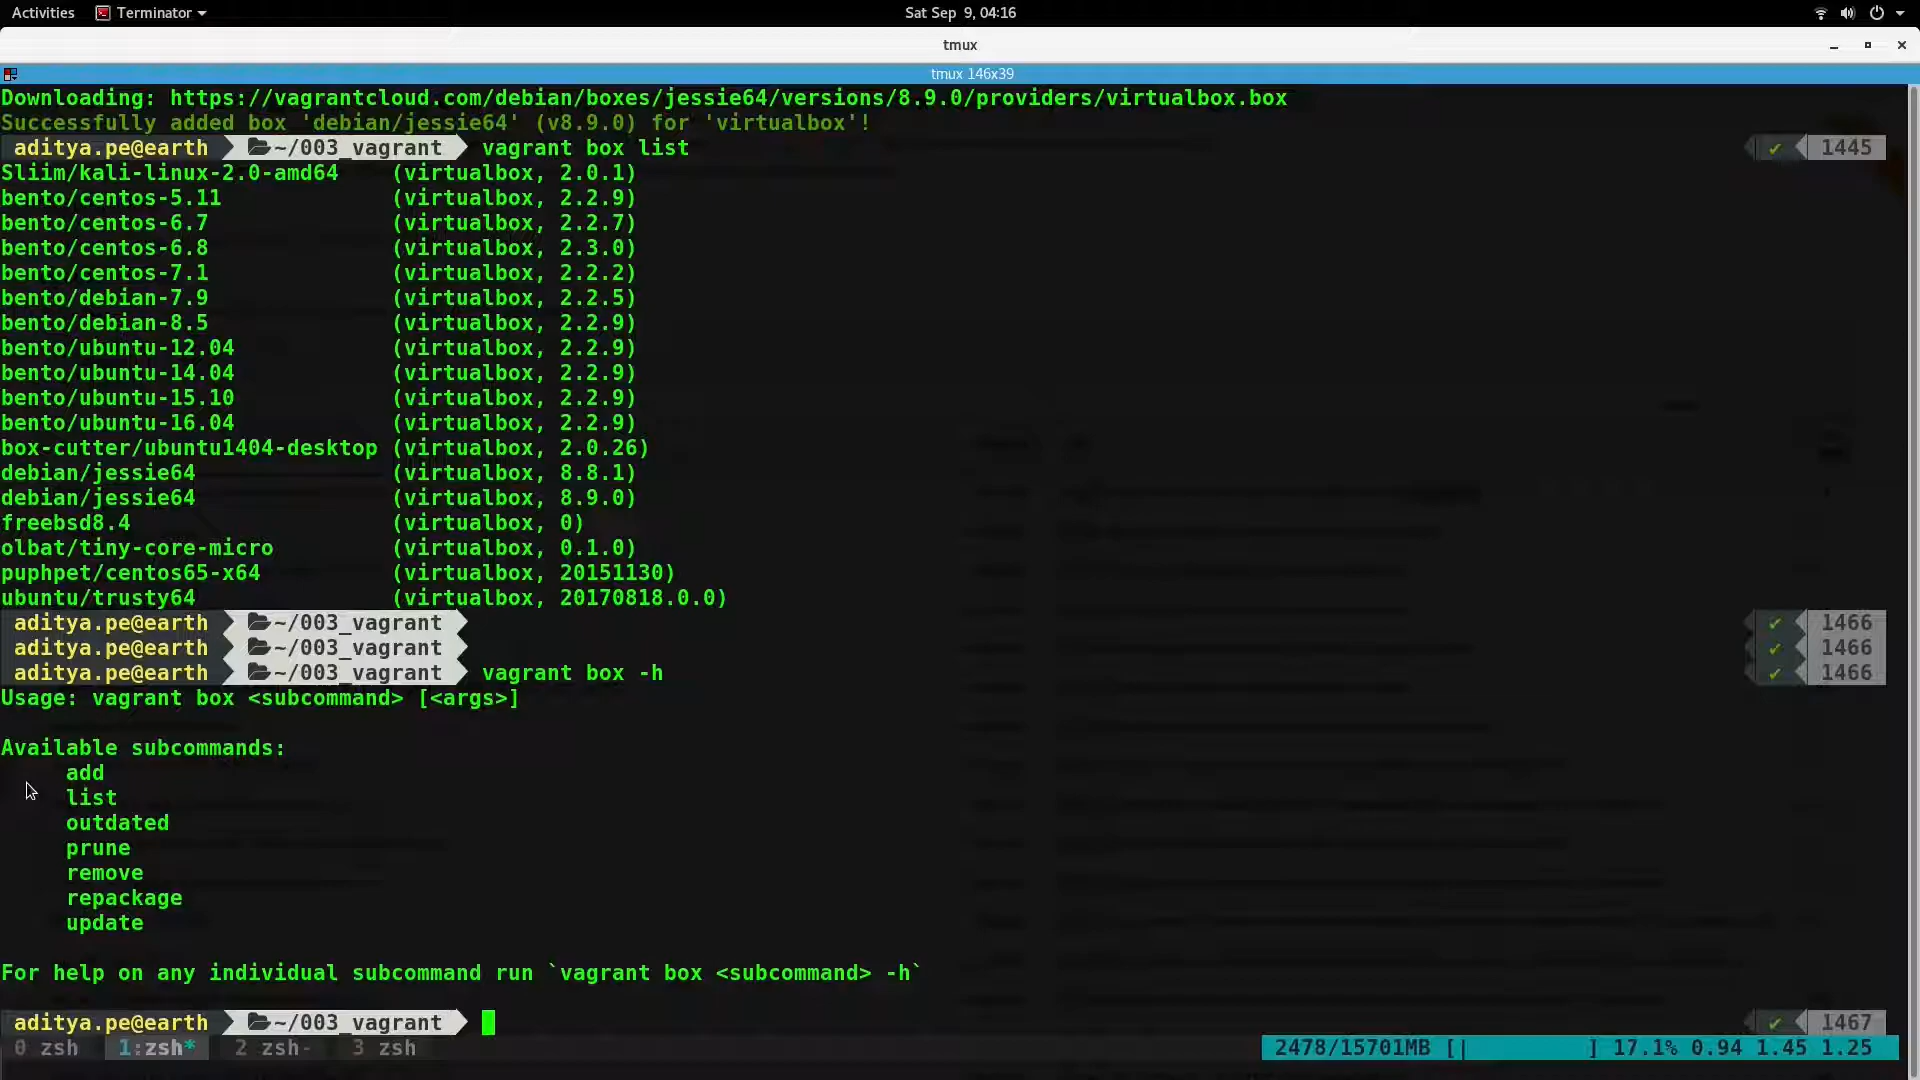 Activities Terminator Sat Sep 9, 04:16
tmux
tmux 146x39
Downloading: https://vagrantcloud.com/debian/boxes/jessie64/versions/8.9.0/providers/virtualbox.box
Successfully added box 'debian/jessie64' (v8.9.0) for 'virtualbox'!
aditya.pe@earth ~/003_vagrant vagrant box list ✓ 1445
Sliim/kali-linux-2.0-amd64 (virtualbox, 2.0.1)
bento/centos-5.11 (virtualbox, 2.2.9)
bento/centos-6.7 (virtualbox, 2.2.7)
bento/centos-6.8 (virtualbox, 2.3.0)
bento/centos-7.1 (virtualbox, 2.2.2)
bento/debian-7.9 (virtualbox, 2.2.5)
bento/debian-8.5 (virtualbox, 2.2.9)
bento/ubuntu-12.04 (virtualbox, 2.2.9)
bento/ubuntu-14.04 (virtualbox, 2.2.9)
bento/ubuntu-15.10 (virtualbox, 2.2.9)
bento/ubuntu-16.04 (virtualbox, 2.2.9)
box-cutter/ubuntu1404-desktop (virtualbox, 2.0.26)
debian/jessie64 (virtualbox, 8.8.1)
debian/jessie64 (virtualbox, 8.9.0)
freebsd8.4 (virtualbox, 0)
olbat/tiny-core-micro (virtualbox, 0.1.0)
puphpet/centos65-x64 (virtualbox, 20151130)
ubuntu/trusty64 (virtualbox, 20170818.0.0)
aditya.pe@earth ~/003_vagrant ✓ 1466
aditya.pe@earth ~/003_vagrant ✓ 1466
aditya.pe@earth ~/003_vagrant vagrant box -h ✓ 1466
Usage: vagrant box <subcommand> [<args>]
Available subcommands:
add
list
outdated
prune
remove
repackage
update
For help on any individual subcommand run `vagrant box <subcommand> -h`
aditya.pe@earth ~/003_vagrant ✓ 1467
0 zsh 1:zsh* 2 zsh- 3 zsh 2478/15701MB [| ] 17.1% 0.94 1.45 1.25